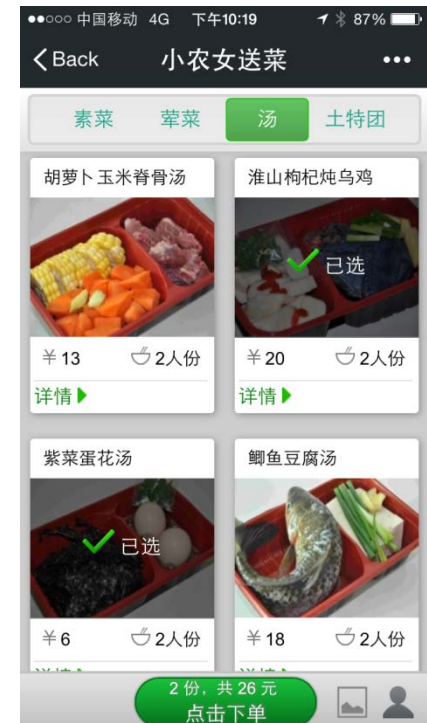 中国移动 4G 下午10:19 87%
Back 小农女送菜
素菜 荤菜 汤 土特团
胡萝卜玉米脊骨汤 淮山枸杞炖乌鸡
已选
¥13 2人份 ¥20 2人份
详情 详情
紫菜蛋花汤 鲫鱼豆腐汤
已选
¥6 2人份 ¥18 2人份
2份，共26元
点击下单